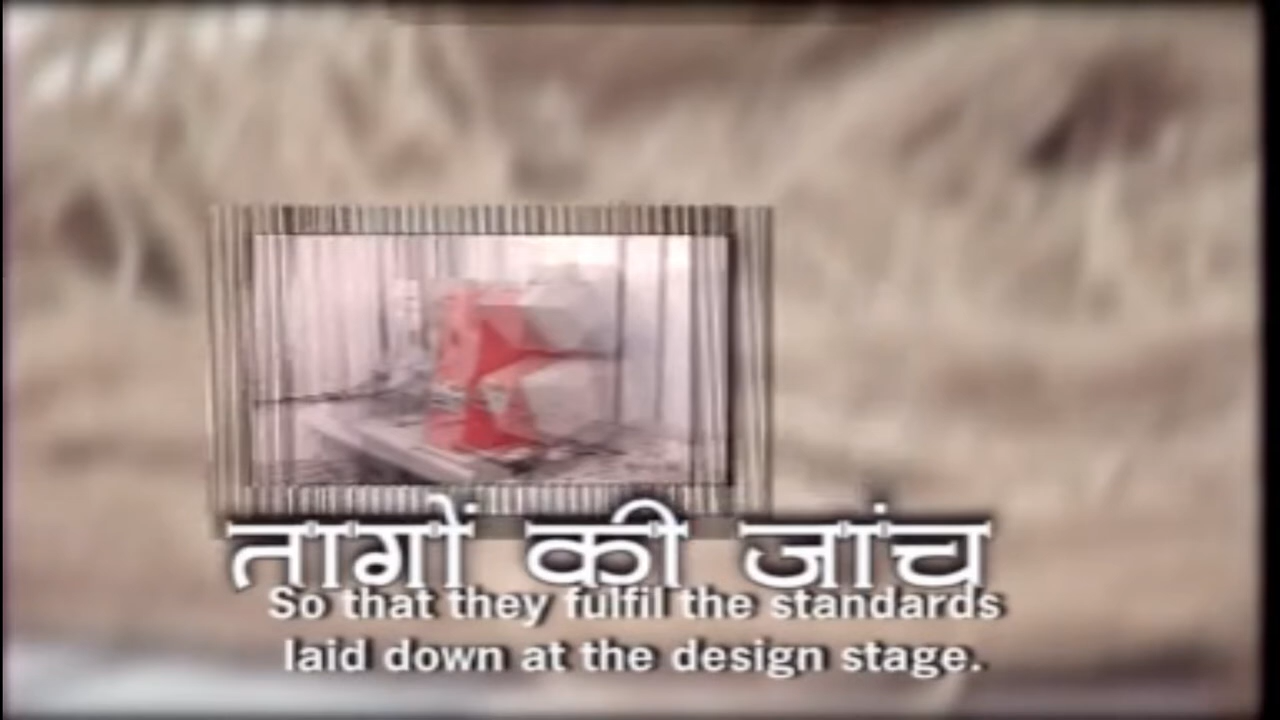 तागों की जांच
So that they fulfil the standards
laid down at the design stage.